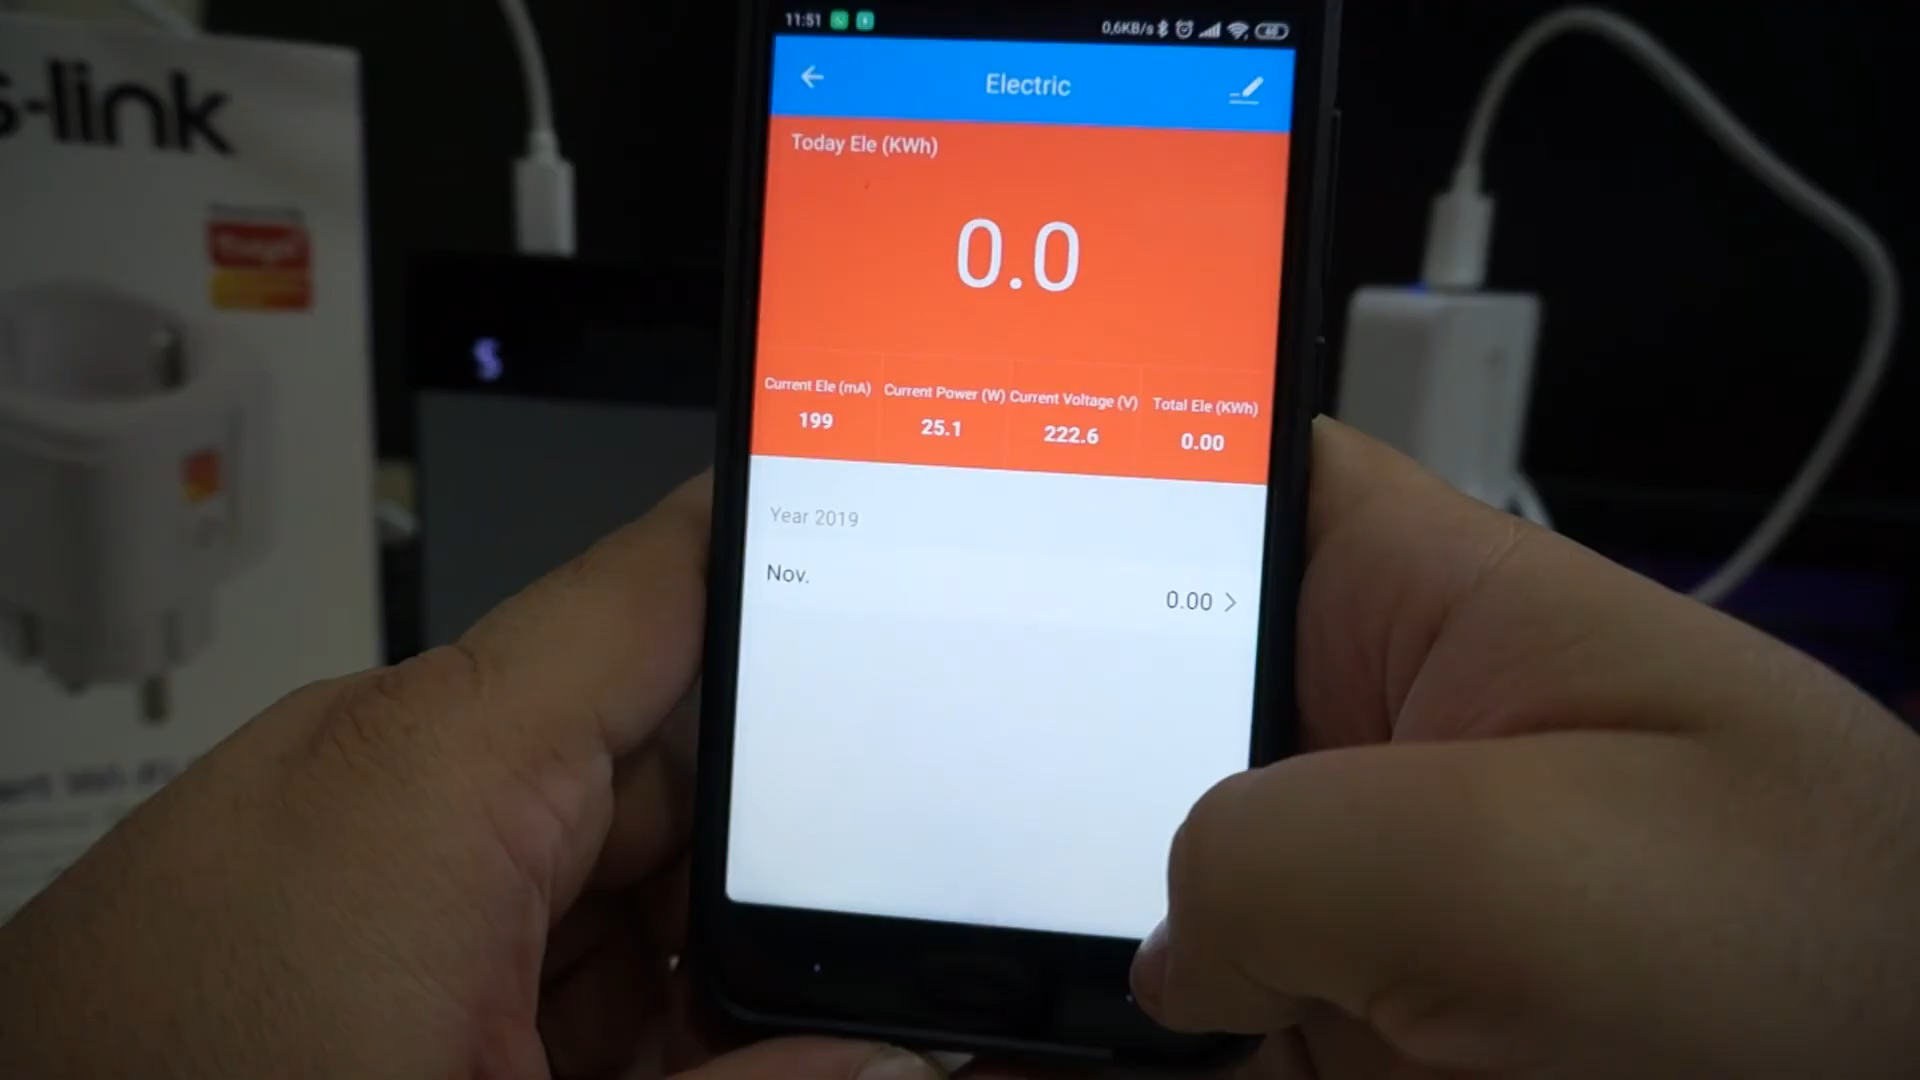 s-link
11:51 0,6KB/s
Electric
Today Ele (KWh)
0.0
Current Ele (mA) Current Power (W) Current Voltage (V) Total Ele (KWh)
199 25.1 222.6 0.00
Year 2019
Nov.
0.00